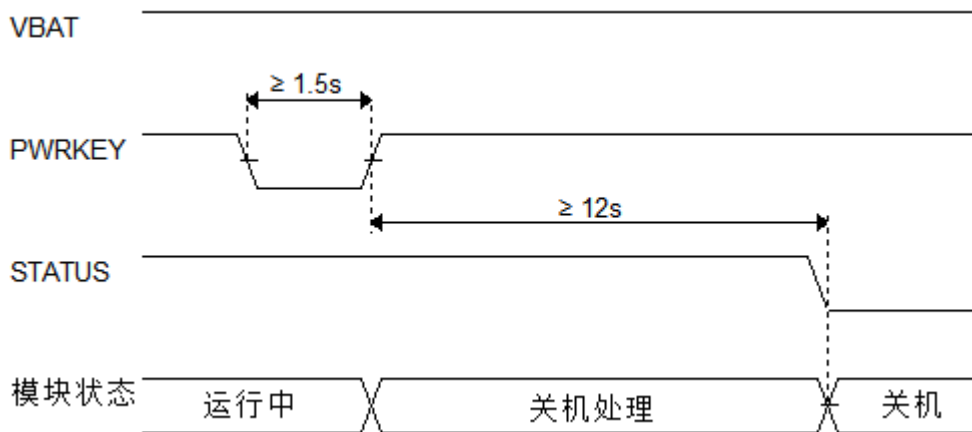 VBAT
≥ 1.5s
PWRKEY
≥ 12s
STATUS
模块状态 运行中 关机处理 关机